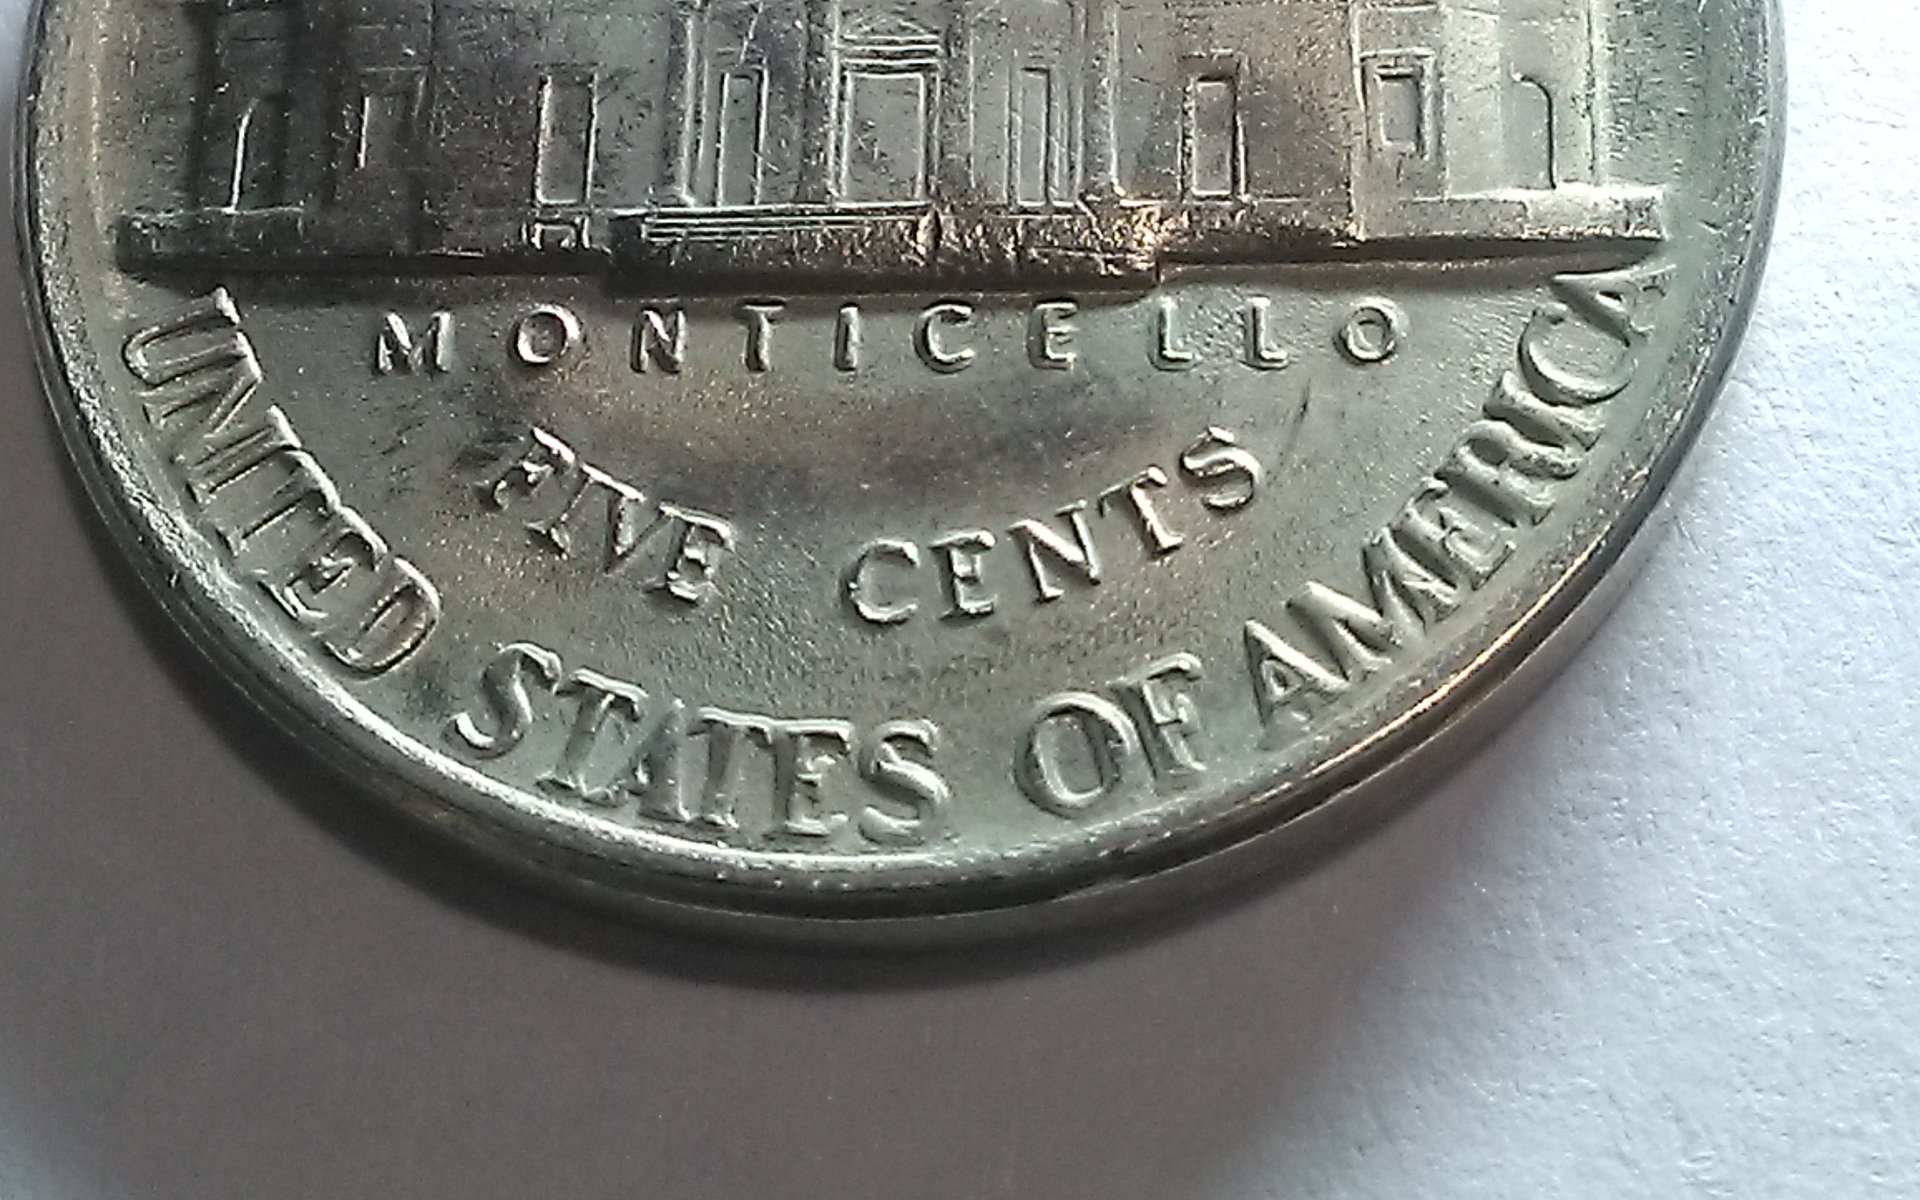 MONTICELLO
FIVE CENTS
UNITED STATES OF AMERICA